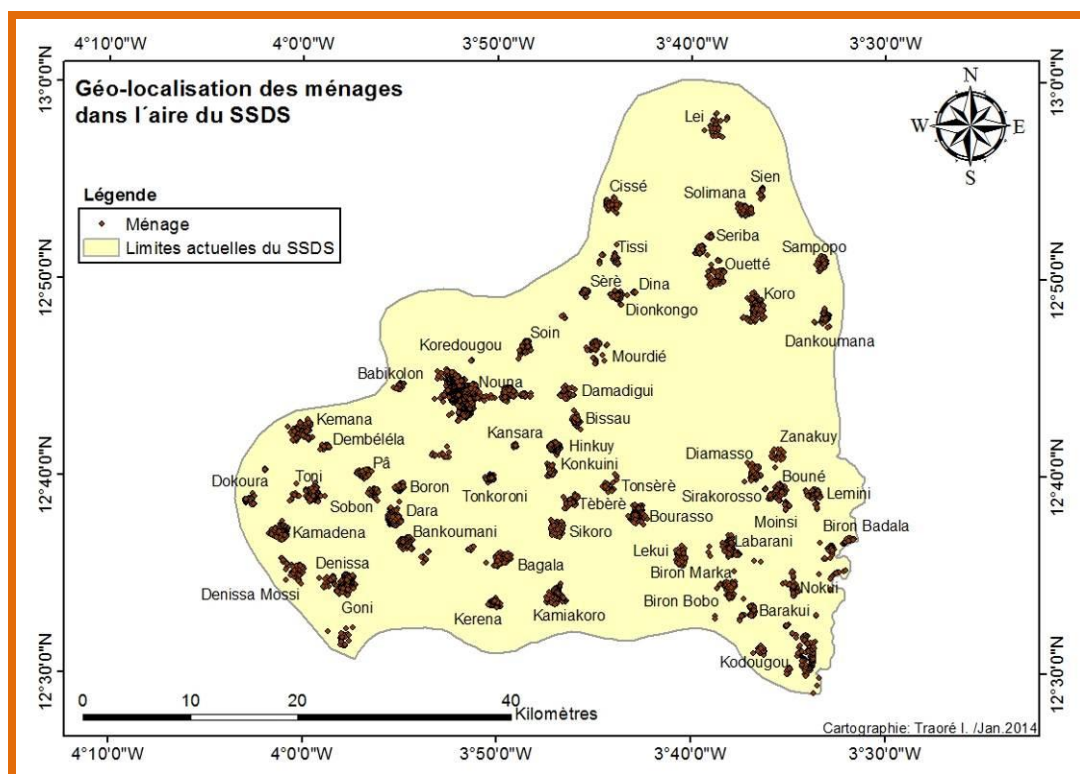 4°10'0"W 4°0'0"W 3°50'0"W 3°40'0"W 3°30'0"W
13°0'0"N 13°0'0"N
Géo-localisation des ménages
dans l´aire du SSDS
N
W E
S
Légende
Ménage
Limites actuelles du SSDS
Lei
Sien
Cissé
Solimana
Seriba
Tissi
Sampopo
Ouetté
12°50'0"N 12°50'0"N
Sèrè
Dina
Koro
Dionkongo
Soin
Dankoumana
Koredougou
Mourdié
Babikolon
Nouna
Damadigui
Kemana
Bissau
Dembéléla
Kansara
Hinkuy
Zanakuy
Diamasso
Pâ
Konkuini
12°40'0"N 12°40'0"N
Dokoura
Toni
Boron
Tonkoroni
Tonsèrè
Bouné
Sobon
Tèbèrè
Sirakorosso
Lemini
Dara
Bourasso
Moinsi
Biron Badala
Kamadena
Bankoumani
Sikoro
Labarani
Lekui
Denissa
Bagala
Biron Marka
Denissa Mossi
Nokui
Goni
Biron Bobo
Kerena
Kamiakoro
Barakui
Kodougou
12°30'0"N 12°30'0"N
0 10 20 40
Kilomètres
Cartographie: Traoré I. /Jan.2014
4°10'0"W 4°0'0"W 3°50'0"W 3°40'0"W 3°30'0"W